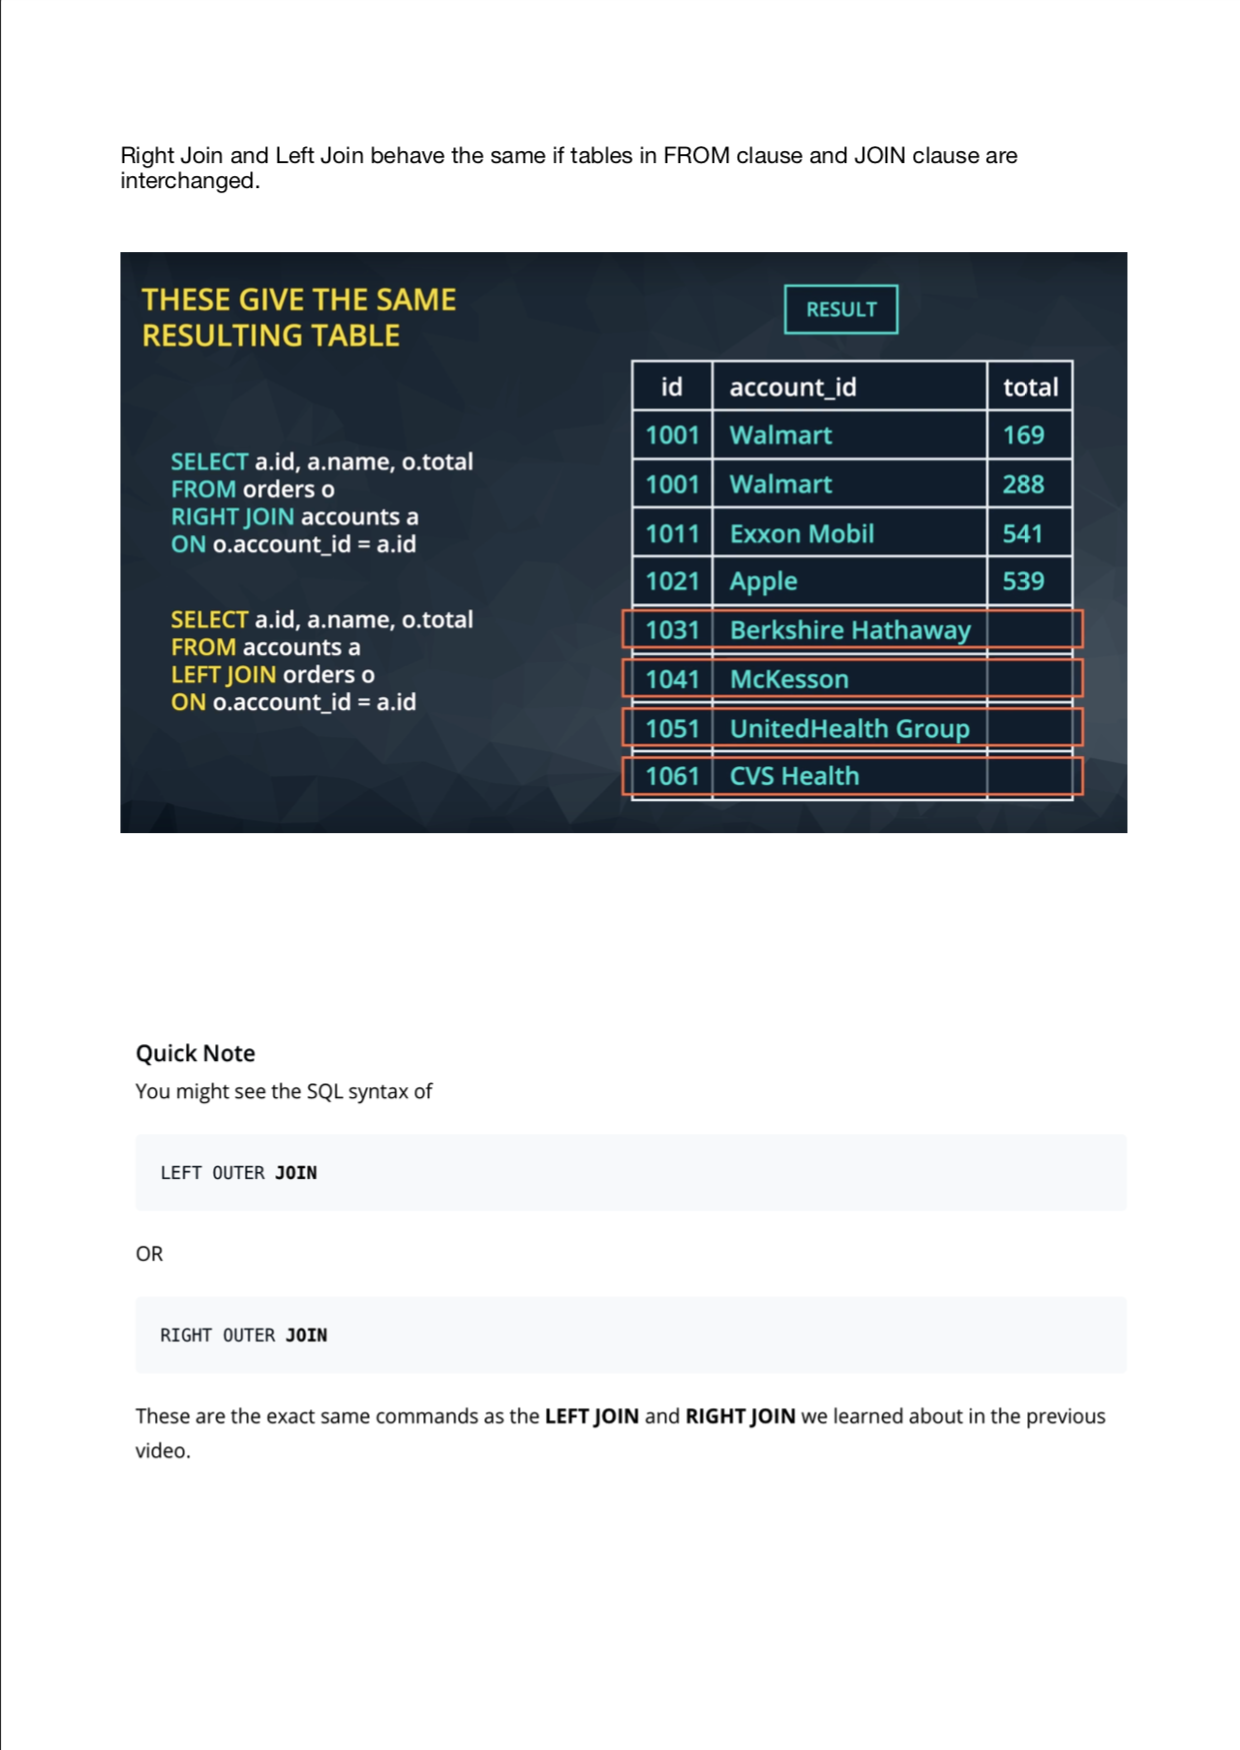 Right Join and Left Join behave the same if tables in FROM clause and JOIN clause are
interchanged.
THESE GIVE THE SAME
RESULTING TABLE
SELECT a.id, a.name, o.total
FROM orders o
RIGHT JOIN accounts a
ON o.account_id = a.id
SELECT a.id, a.name, o.total
FROM accounts a
LEFT JOIN orders o
ON o.account_id = a.id
RESULT
id account_id total
1001 Walmart 169
1001 Walmart 288
1011 Exxon Mobil 541
1021 Apple 539
1031 Berkshire Hathaway
1041 McKesson
1051 UnitedHealth Group
1061 CVS Health
Quick Note
You might see the SQL syntax of
LEFT OUTER JOIN
OR
RIGHT OUTER JOIN
These are the exact same commands as the LEFT JOIN and RIGHT JOIN we learned about in the previous
video.